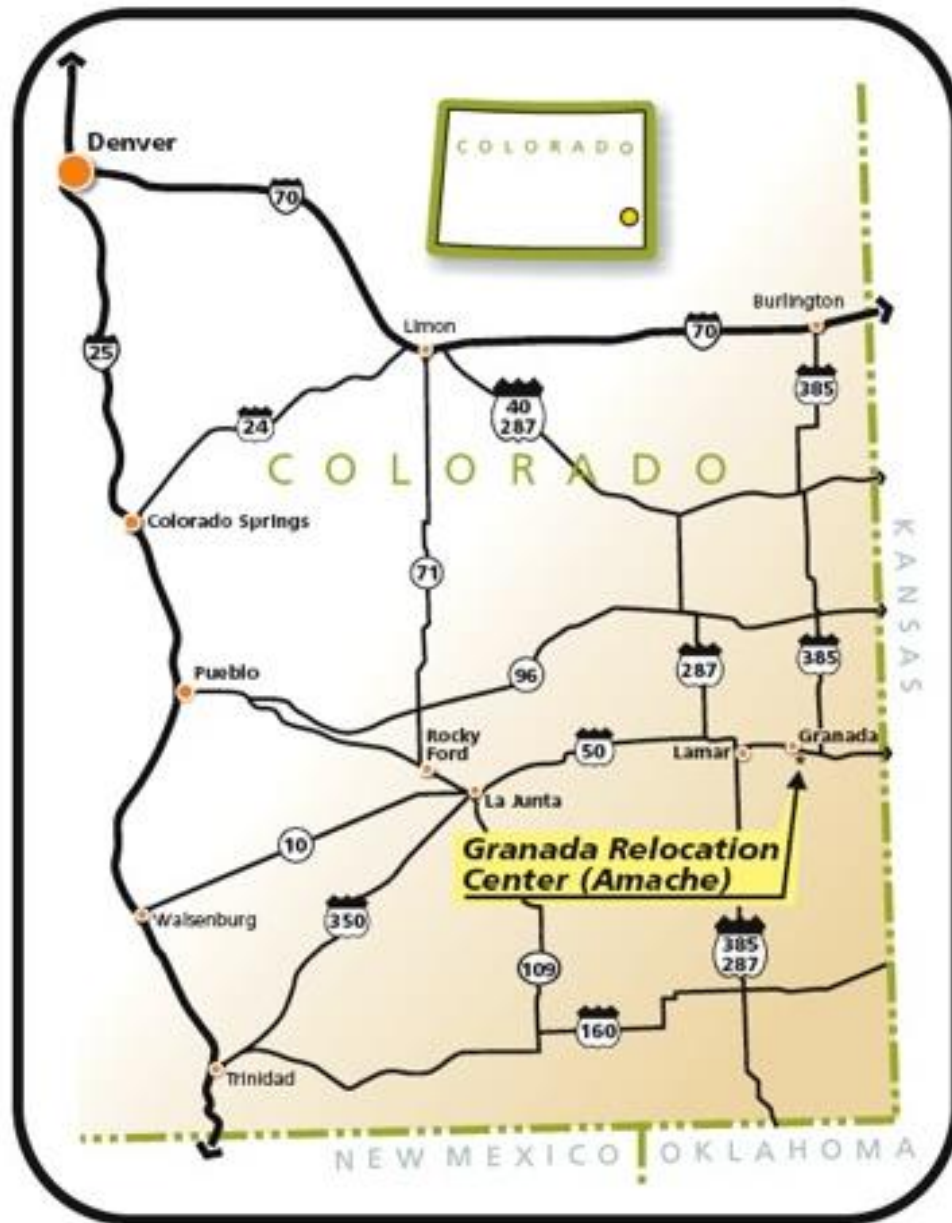 Denver
COLORADO
70
Burlington
Limon
70
25
385
40
287
24
COLORADO
Colorado Springs
KANSAS
71
Pueblo
96
287
385
Rocky
Ford
50
Lamar
Granada
La Junta
10
Granada Relocation
Center (Amache)
Walsenburg
350
385
287
109
160
Trinidad
NEW MEXICO
OKLAHOMA